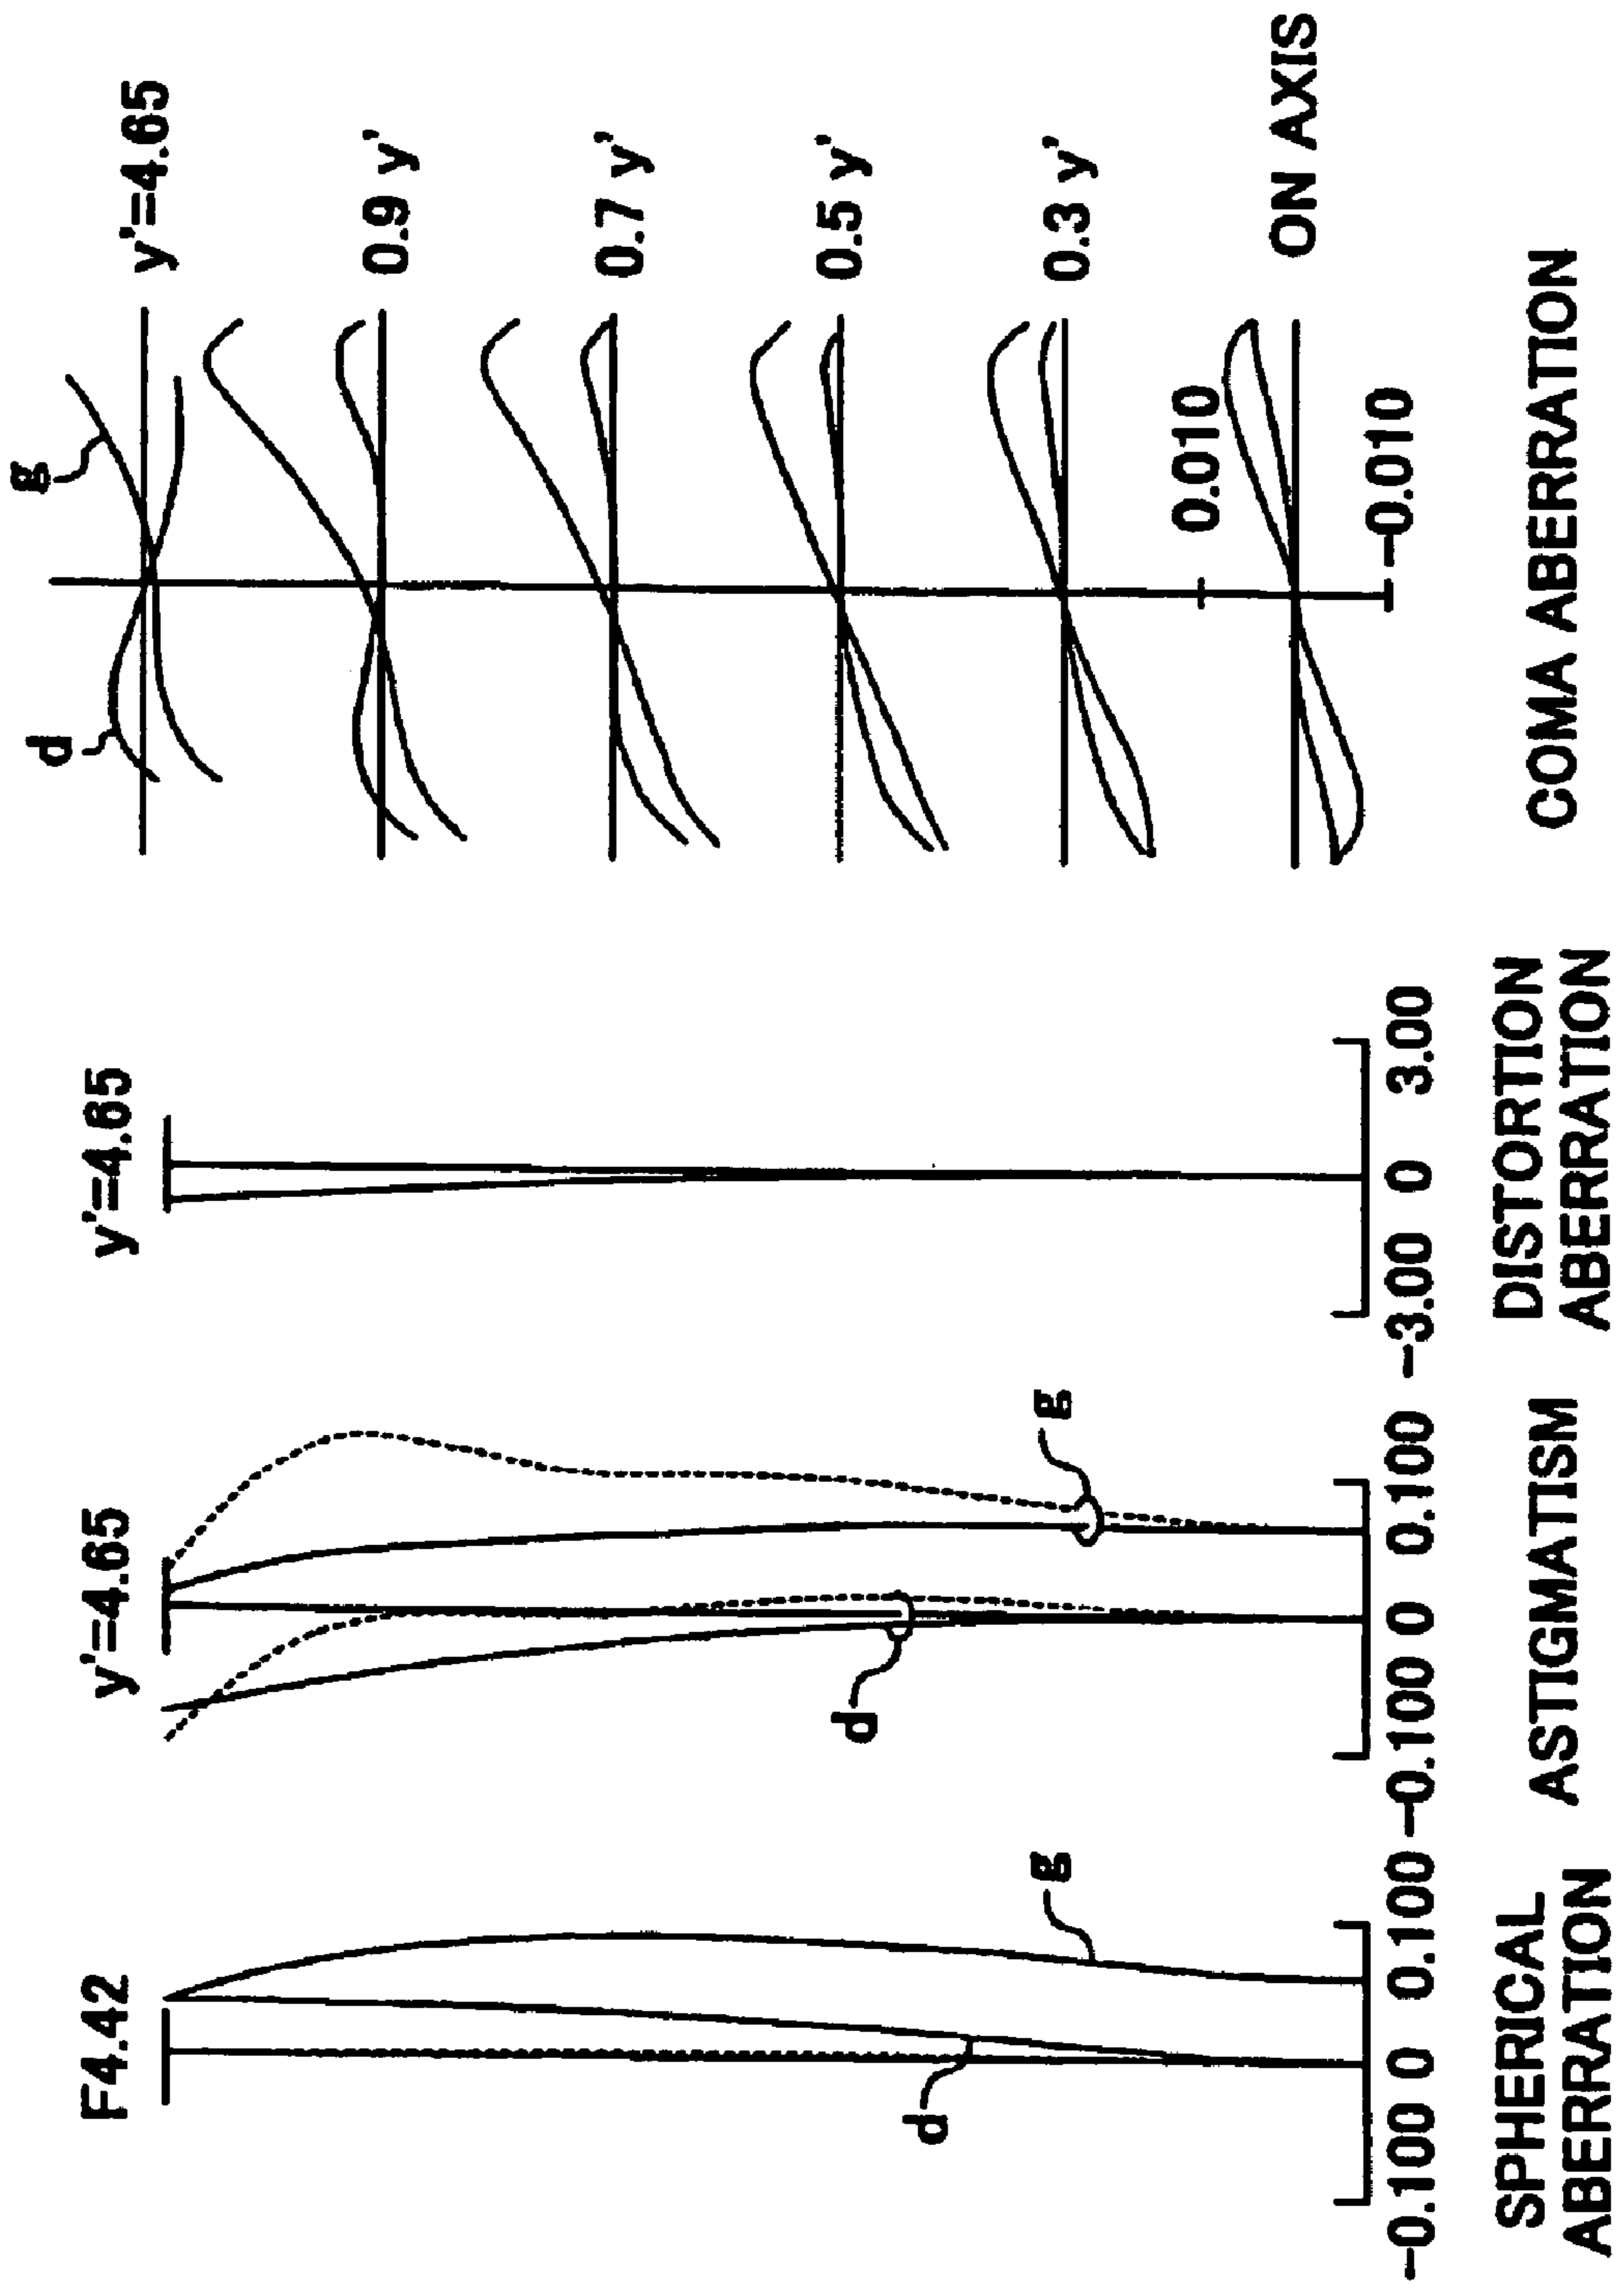 F4.42
g
d
-0.100 0 0.100
SPHERICAL
ABERRATION
y'=4.65
g
d
-0.100 0 0.100
ASTIGMATISM
y'=4.65
-3.00 0 3.00
DISTORTION
ABERRATION
g
d
y'=4.65
0.9 y'
0.7 y'
0.5 y'
0.3 y'
0.010
ON AXIS
-0.010
COMA ABERRATION